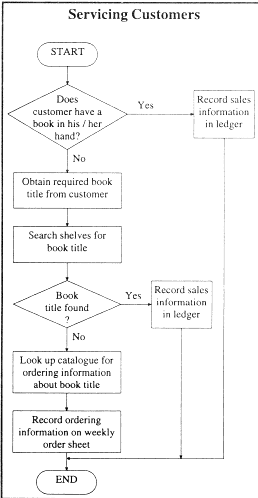 Servicing Customers
START
Does
customer have a
book in his / her
hand?
Yes
Record sales
information
in ledger
No
Obtain required book
title from customer
Search shelves for
book title
Book
title found
?
Yes
Record sales
information
in ledger
No
Look up catalogue for
ordering information
about book title
Record ordering
information on weekly
order sheet
END